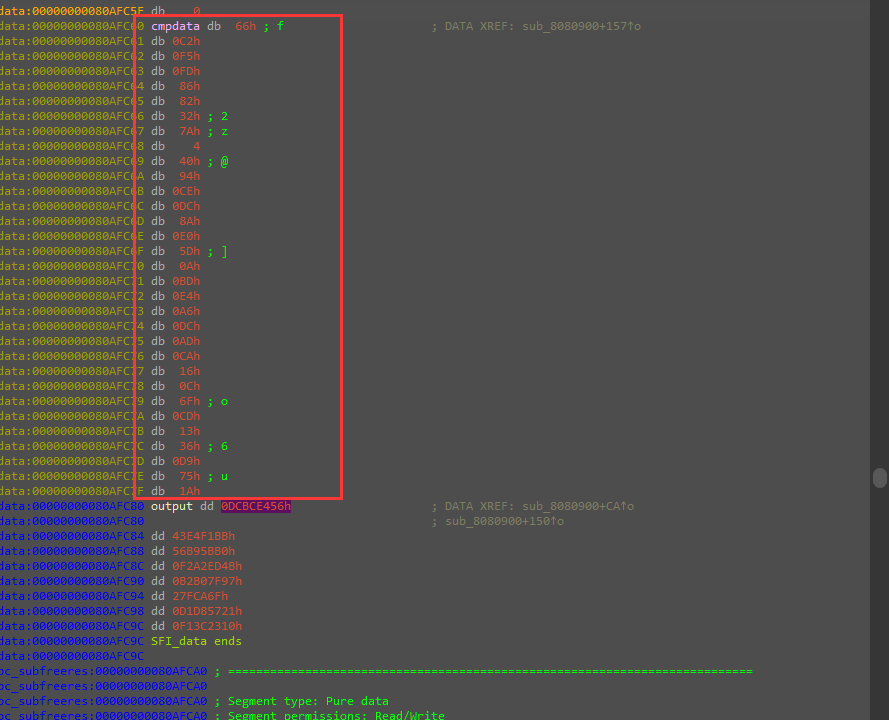 data:00000000080AFC5F db    0
data:00000000080AFC60 cmpdata db  66h ; f                     ; DATA XREF: sub_8080900+157↑o
data:00000000080AFC61 db 0C2h
data:00000000080AFC62 db 0F5h
data:00000000080AFC63 db 0FDh
data:00000000080AFC64 db  86h
data:00000000080AFC65 db  82h
data:00000000080AFC66 db  32h ; 2
data:00000000080AFC67 db  7Ah ; z
data:00000000080AFC68 db    4
data:00000000080AFC69 db  40h ; @
data:00000000080AFC6A db  94h
data:00000000080AFC6B db 0CEh
data:00000000080AFC6C db 0DCh
data:00000000080AFC6D db  8Ah
data:00000000080AFC6E db 0E0h
data:00000000080AFC6F db  5Dh ; ]
data:00000000080AFC70 db  0Ah
data:00000000080AFC71 db 0BDh
data:00000000080AFC72 db 0E4h
data:00000000080AFC73 db 0A6h
data:00000000080AFC74 db 0DCh
data:00000000080AFC75 db 0ADh
data:00000000080AFC76 db 0CAh
data:00000000080AFC77 db  16h
data:00000000080AFC78 db  0Ch
data:00000000080AFC79 db  6Fh ; o
data:00000000080AFC7A db 0CDh
data:00000000080AFC7B db  13h
data:00000000080AFC7C db  36h ; 6
data:00000000080AFC7D db 0D9h
data:00000000080AFC7E db  75h ; u
data:00000000080AFC7F db  1Ah
data:00000000080AFC80 output dd 0DCBCE456h                    ; DATA XREF: sub_8080900+CA↑o
data:00000000080AFC80                                         ; sub_8080900+150↑o
data:00000000080AFC84 dd 43E4F1BBh
data:00000000080AFC88 dd 56B95BB0h
data:00000000080AFC8C dd 0F2A2ED4Bh
data:00000000080AFC90 dd 0B2B07F97h
data:00000000080AFC94 dd 27FCA6Fh
data:00000000080AFC98 dd 0D1D85721h
data:00000000080AFC9C dd 0F13C2310h
data:00000000080AFC9C SFI_data ends
data:00000000080AFC9C
oc_subfreeres:00000000080AFCA0 ; ===========================================================================
oc_subfreeres:00000000080AFCA0
oc_subfreeres:00000000080AFCA0 ; Segment type: Pure data
oc_subfreeres:00000000080AFCA0 ; Segment permissions: Read/Write